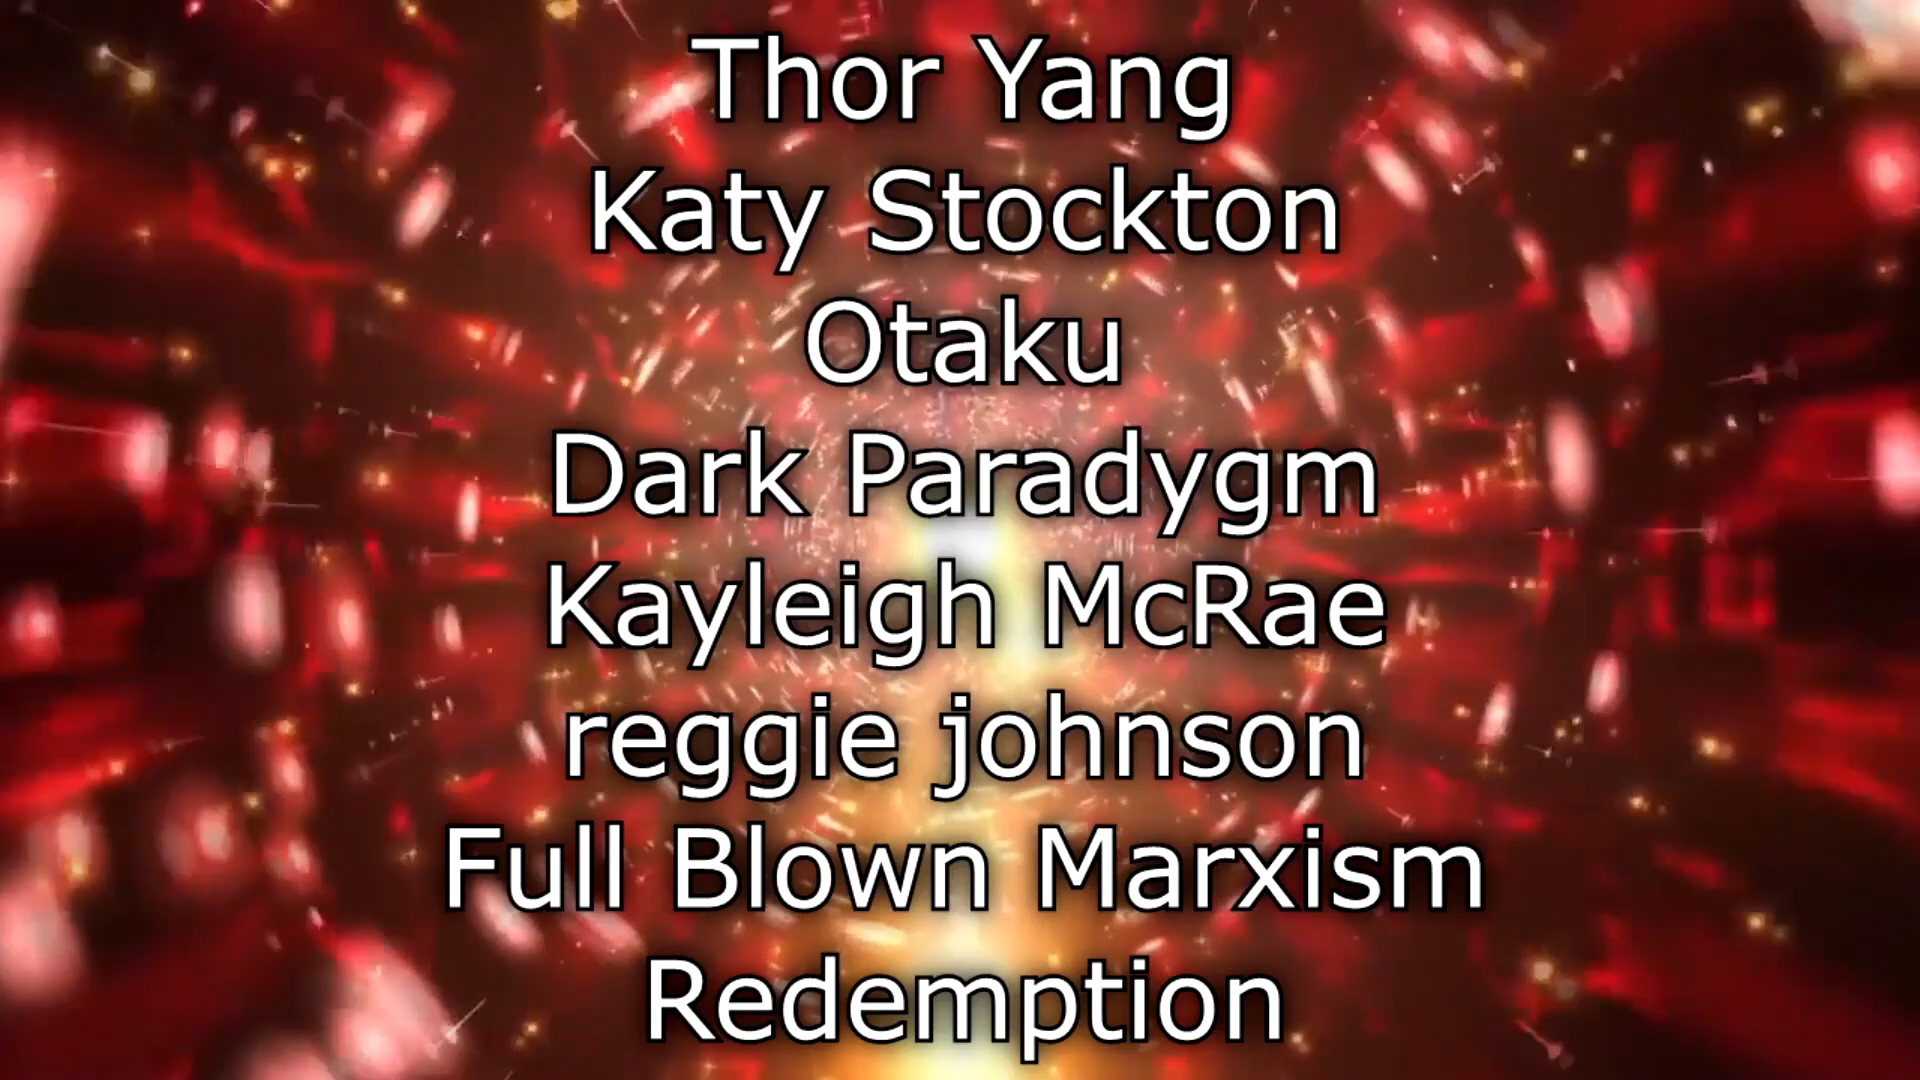 Thor Yang
Katy Stockton
Otaku
Dark Paradygm
Kayleigh McRae
reggie johnson
Full Blown Marxism
Redemption